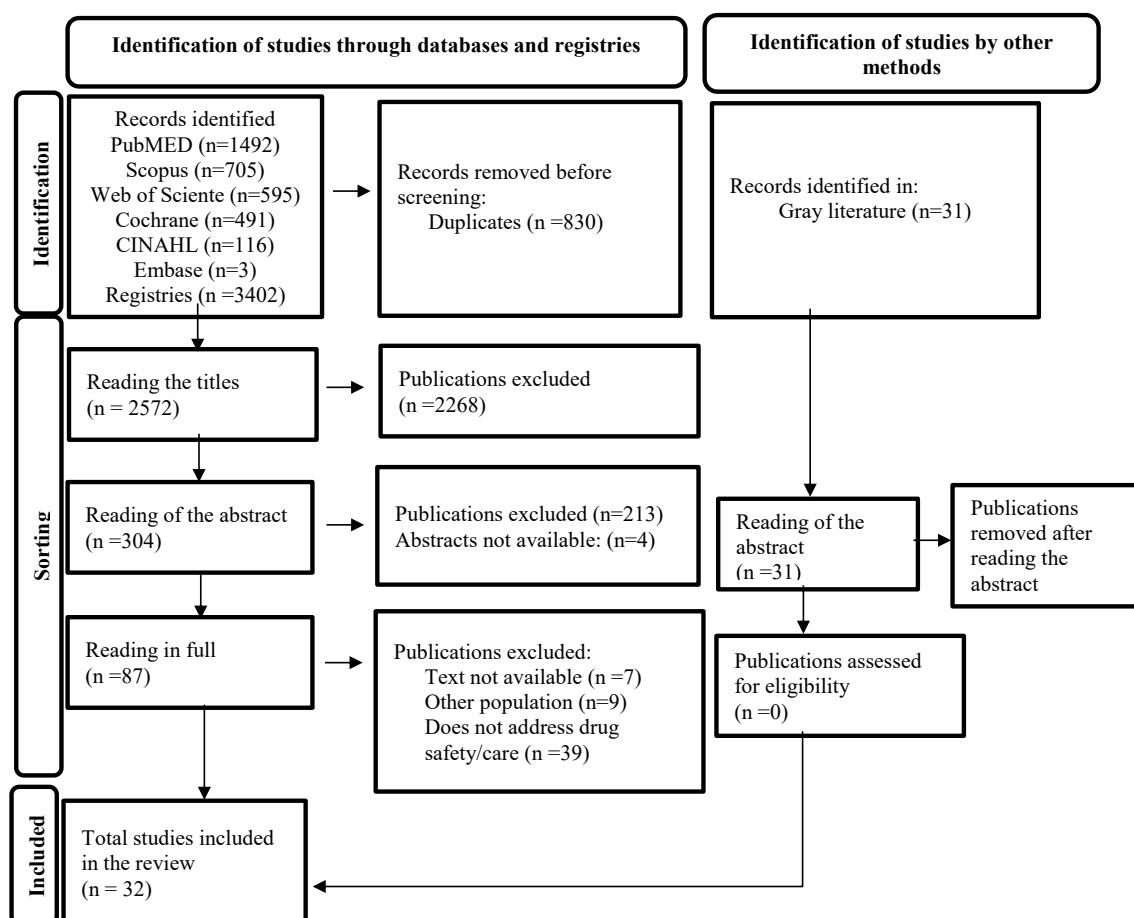 Identification of studies through databases and registries
Identification of studies by other
methods
Identification
Records identified
PubMED (n=1492)
Scopus (n=705)
Web of Sciente (n=595)
Cochrane (n=491)
CINAHL (n=116)
Embase (n=3)
Registries (n =3402)
Records removed before
screening:
Duplicates (n =830)
Records identified in:
Gray literature (n=31)
Sorting
Reading the titles
(n = 2572)
Publications excluded
(n =2268)
Reading of the abstract
(n =304)
Publications excluded (n=213)
Abstracts not available: (n=4)
Reading of the
abstract
(n =31)
Publications
removed after
reading the
abstract
Reading in full
(n =87)
Publications excluded:
Text not available (n =7)
Other population (n=9)
Does not address drug
safety/care (n =39)
Publications assessed
for eligibility
(n =0)
Included
Total studies included
in the review
(n = 32)